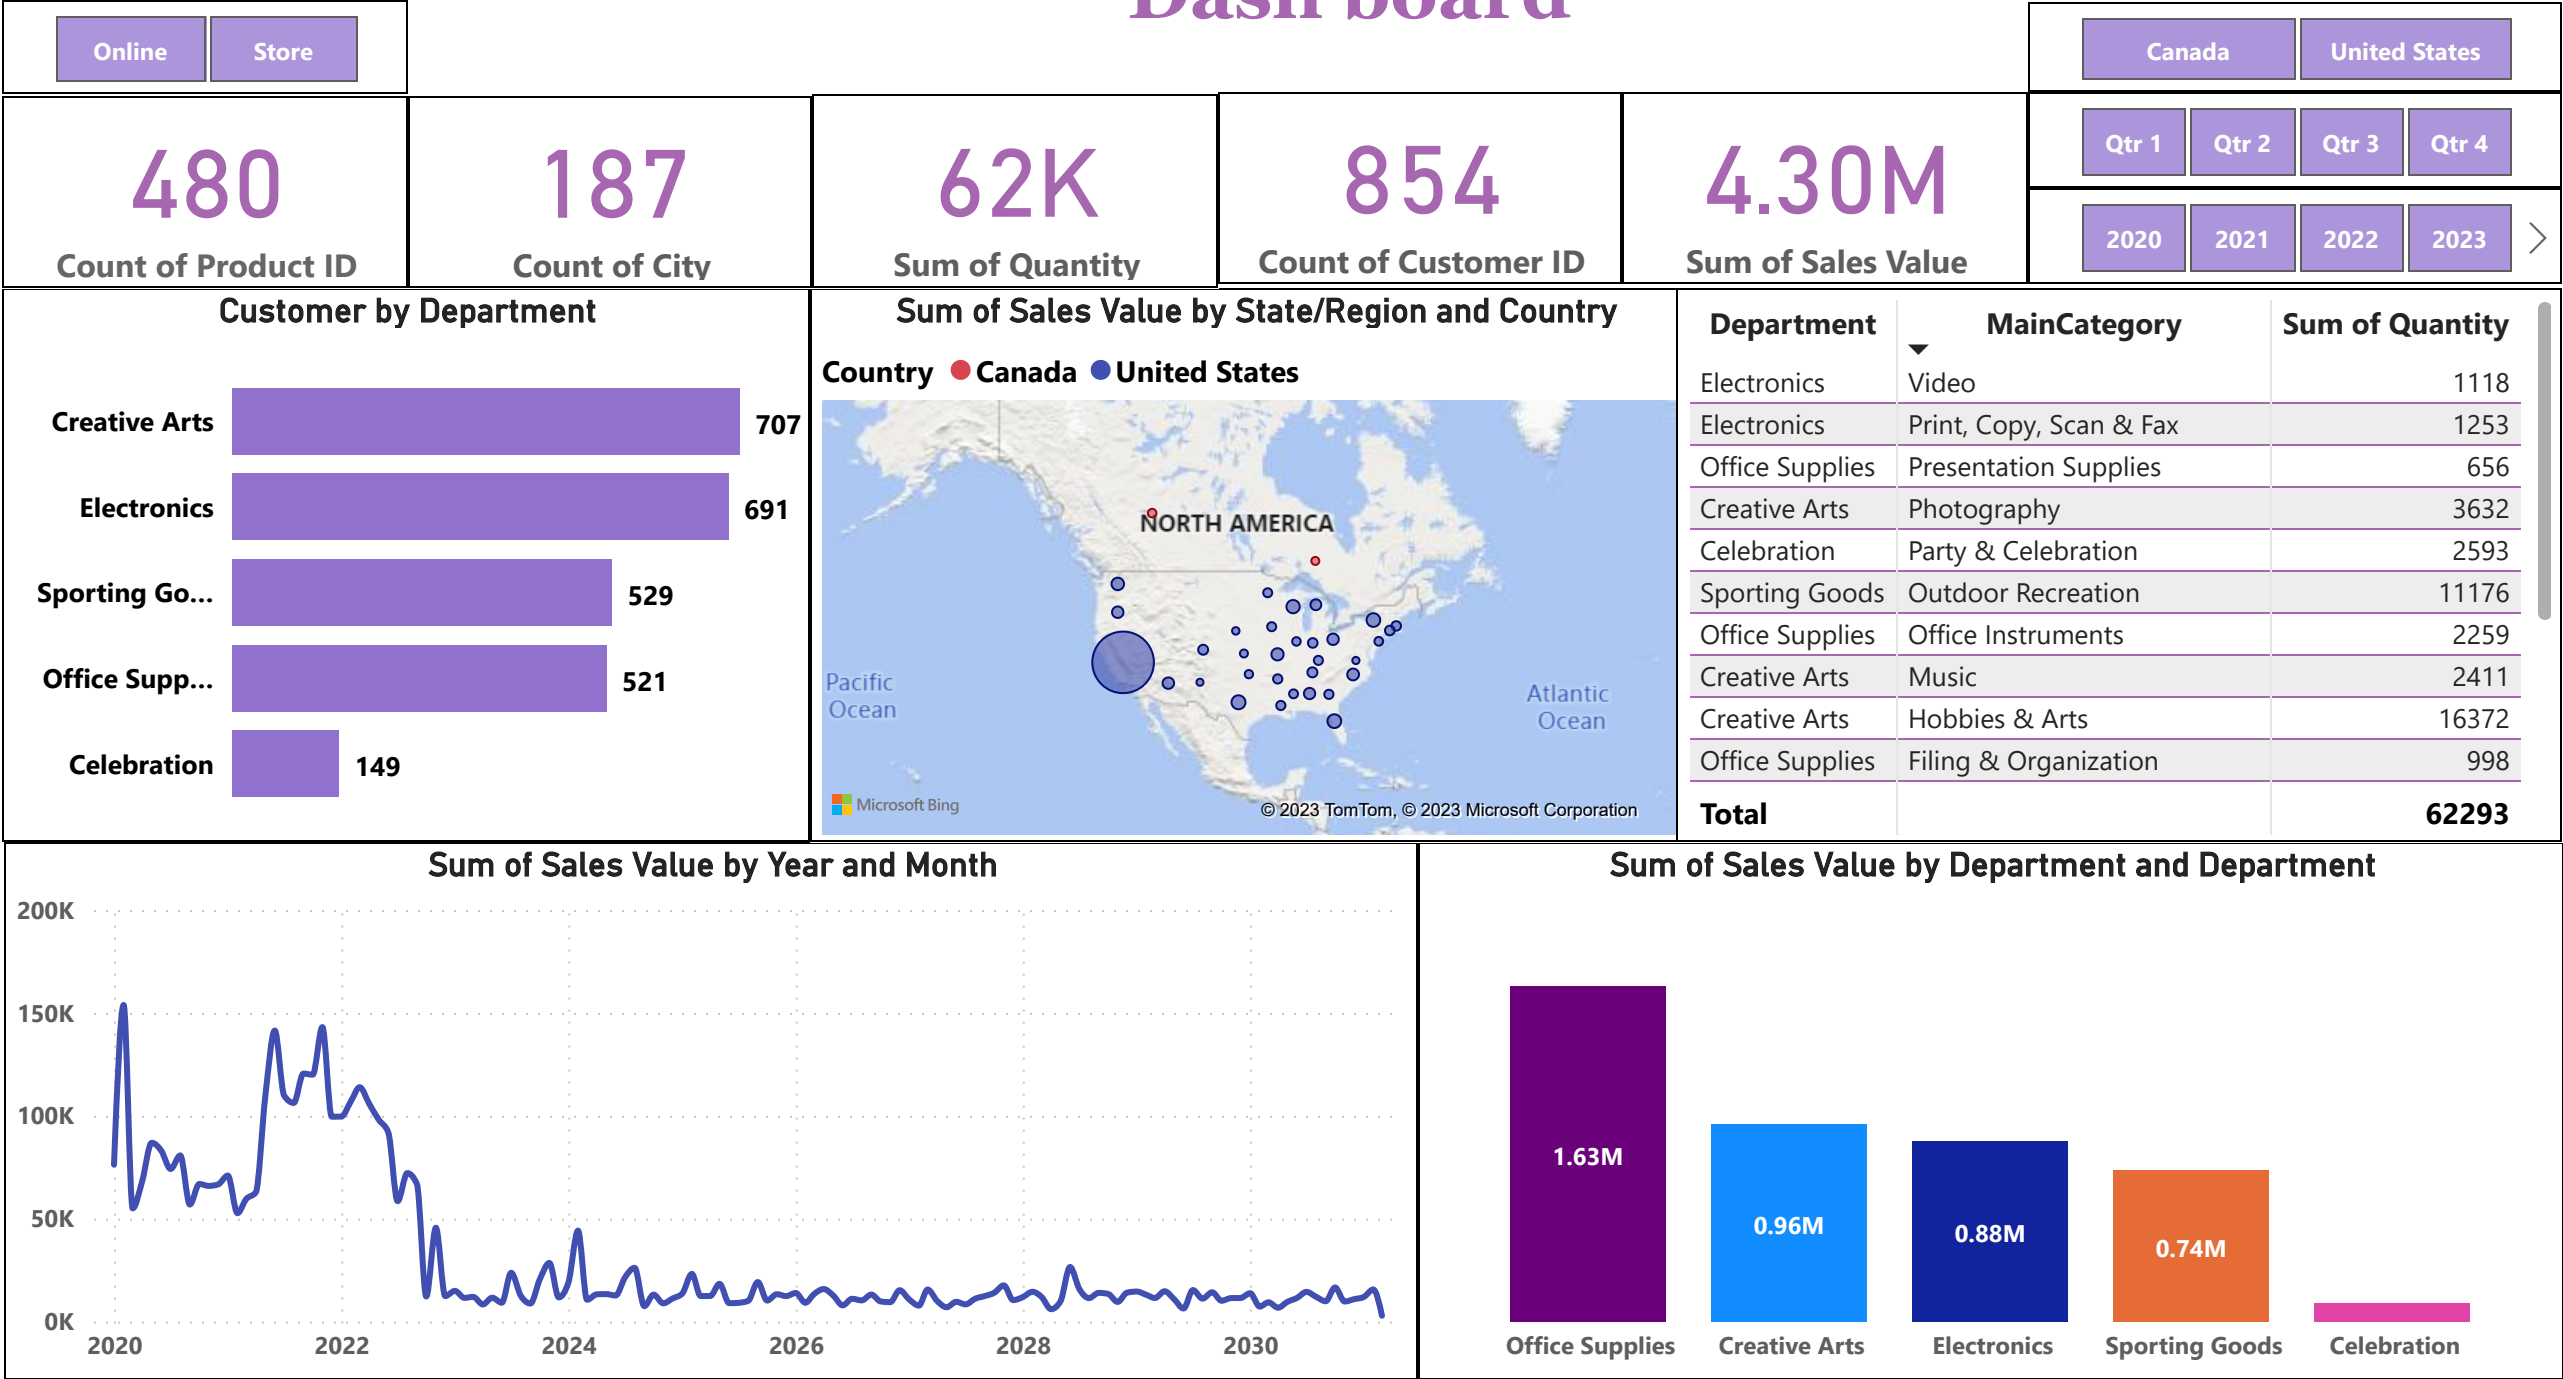 Dash board
Online Store
Canada United States
480
Count of Product ID
187
Count of City
62K
Sum of Quantity
854
Count of Customer ID
4.30M
Sum of Sales Value
Qtr 1 Qtr 2 Qtr 3 Qtr 4
2020 2021 2022 2023
Customer by Department
Creative Arts 707
Electronics 691
Sporting Go... 529
Office Supp... 521
Celebration 149
Sum of Sales Value by State/Region and Country
Country Canada United States
NORTH AMERICA
Pacific
Ocean
Atlantic
Ocean
Microsoft Bing
© 2023 TomTom, © 2023 Microsoft Corporation
Department MainCategory Sum of Quantity
Electronics Video 1118
Electronics Print, Copy, Scan & Fax 1253
Office Supplies Presentation Supplies 656
Creative Arts Photography 3632
Celebration Party & Celebration 2593
Sporting Goods Outdoor Recreation 11176
Office Supplies Office Instruments 2259
Creative Arts Music 2411
Creative Arts Hobbies & Arts 16372
Office Supplies Filing & Organization 998
Total 62293
Sum of Sales Value by Year and Month
200K
150K
100K
50K
0K
2020 2022 2024 2026 2028 2030
Sum of Sales Value by Department and Department
1.63M
0.96M
0.88M
0.74M
Office Supplies Creative Arts Electronics Sporting Goods Celebration